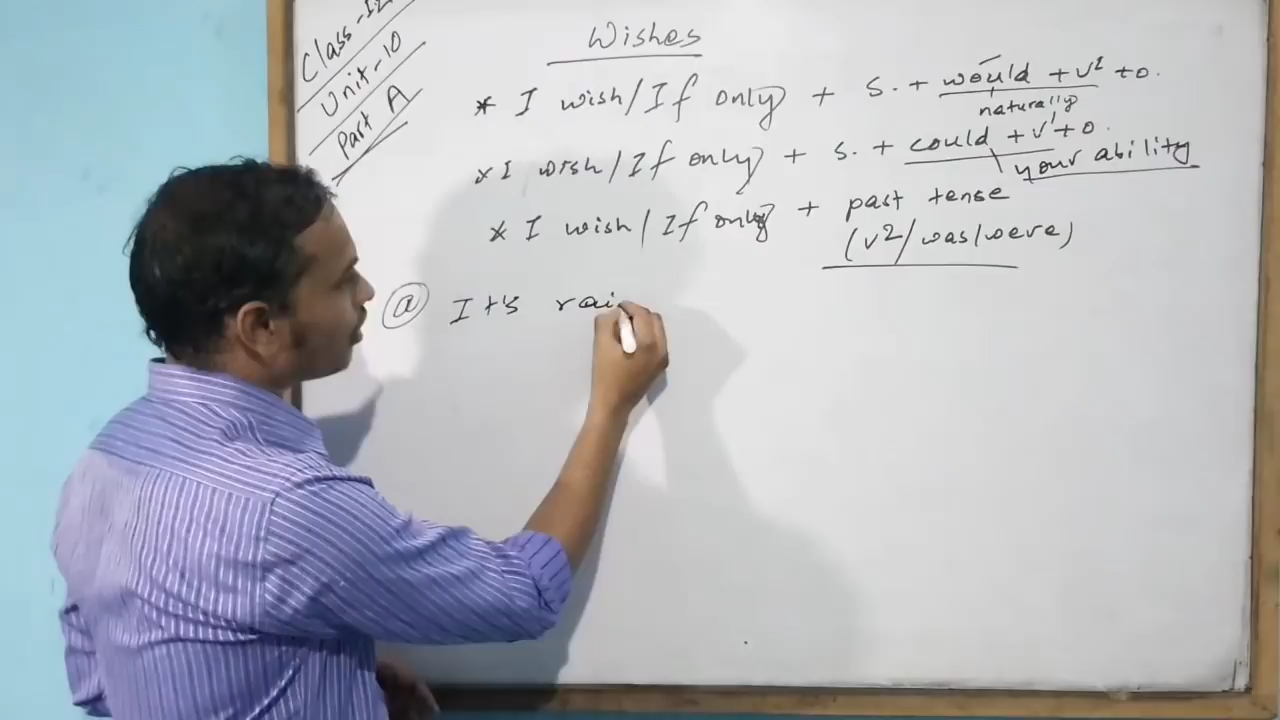 Class-12
Unit-10
Part A
Wishes
* I wish/If only + S. + would + v² + o.
naturally
* I wish/If only + S. + could + v¹ + o.
your ability
* I wish/If only + past tense
(v²/was/were)
ⓐ It's rai